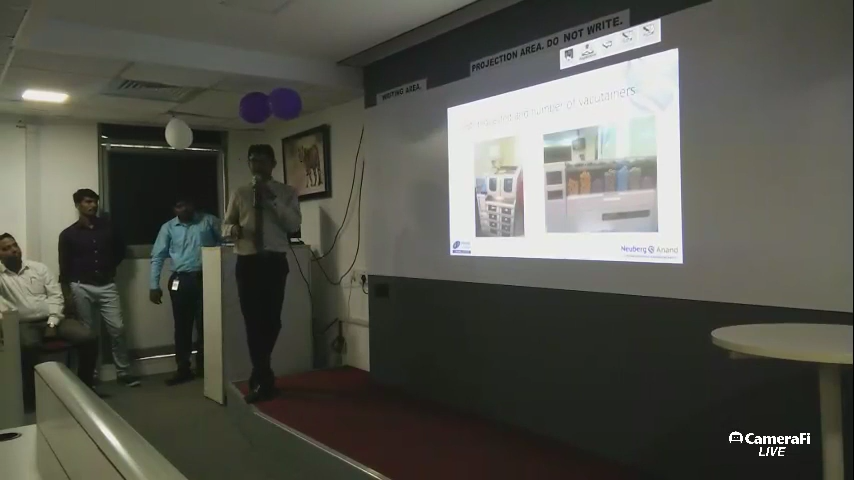 PROJECTION AREA. DO NOT WRITE.
WRITING AREA.
and number of vacutainers
Neuberg Anand
CameraFi
LIVE